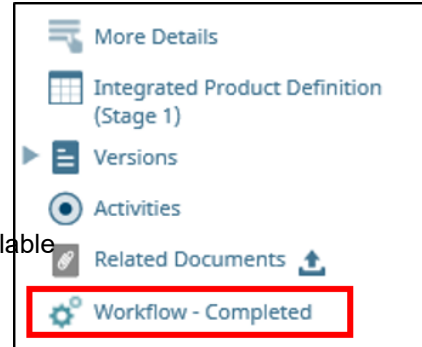 More Details
Integrated Product Definition
(Stage 1)
Versions
Activities
lable
Related Documents
Workflow - Completed